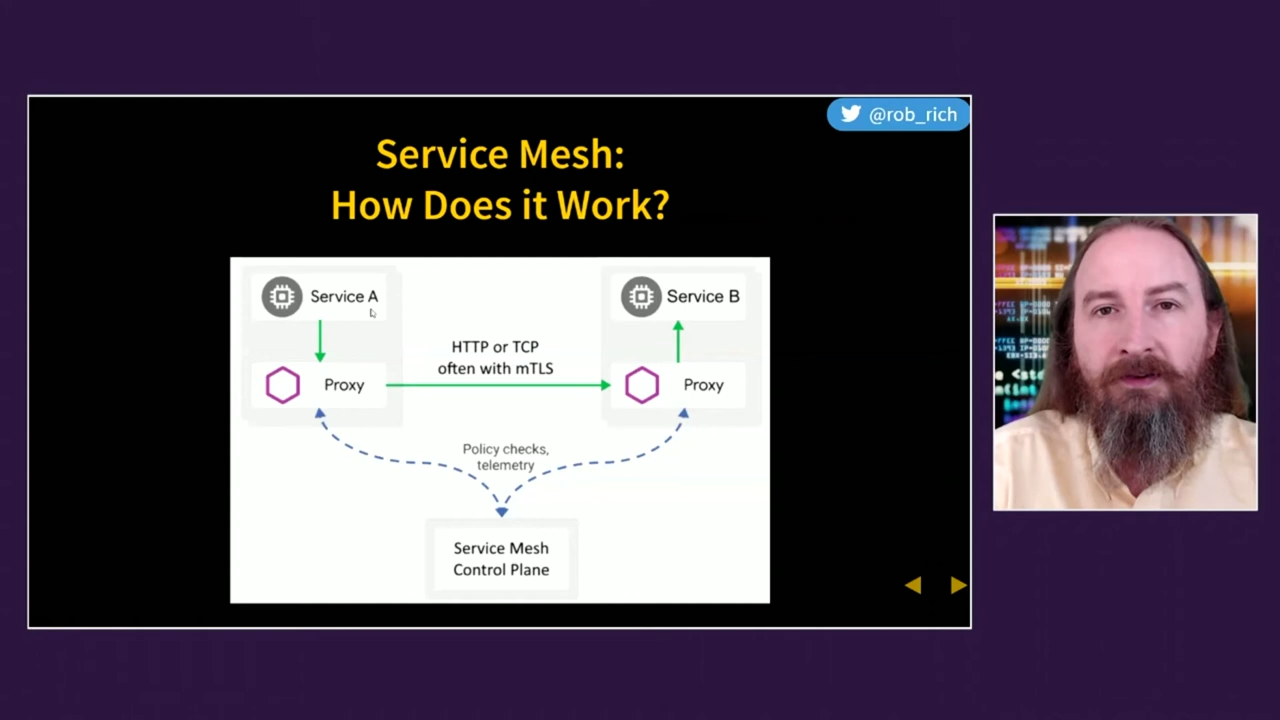 @rob_rich
Service Mesh:
How Does it Work?
Service A
Service B
HTTP or TCP
often with mTLS
Proxy
Proxy
Policy checks,
telemetry
Service Mesh
Control Plane